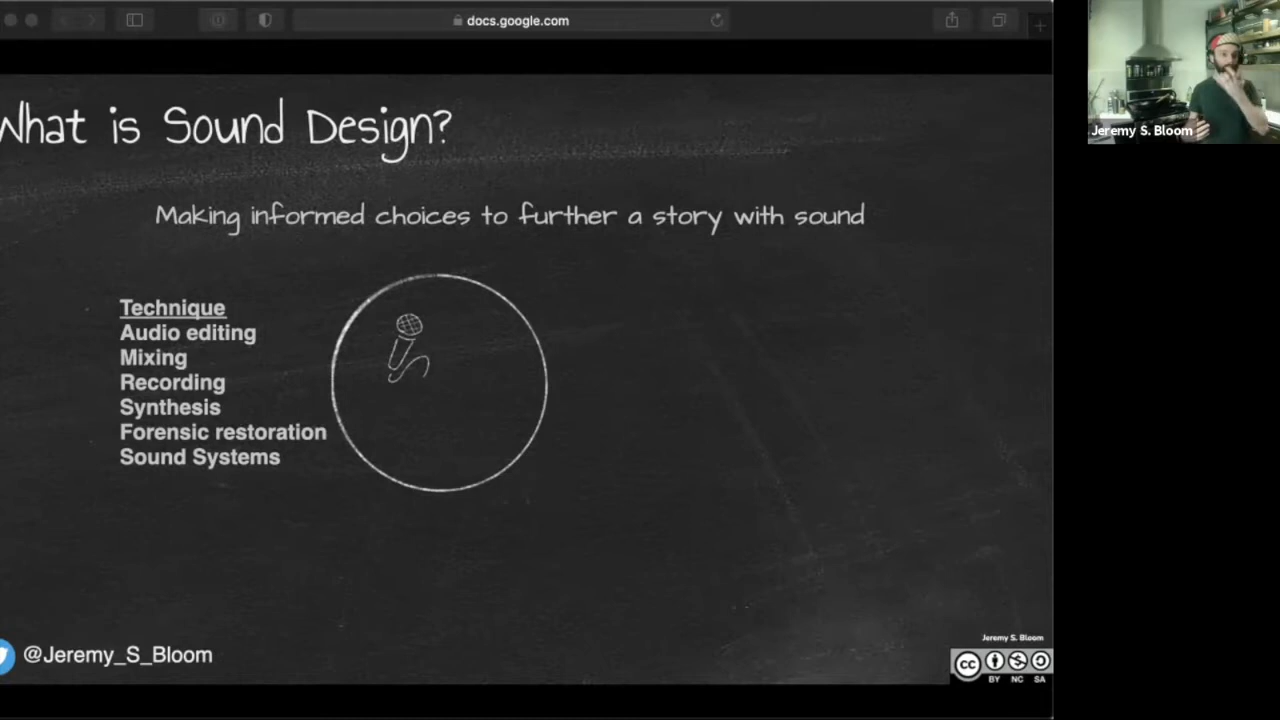 docs.google.com
What is Sound Design?
Making informed choices to further a story with sound
Technique
Audio editing
Mixing
Recording
Synthesis
Forensic restoration
Sound Systems
@Jeremy_S_Bloom
Jeremy S. Bloom
CC
BY NC SA
Jeremy S. Bloom